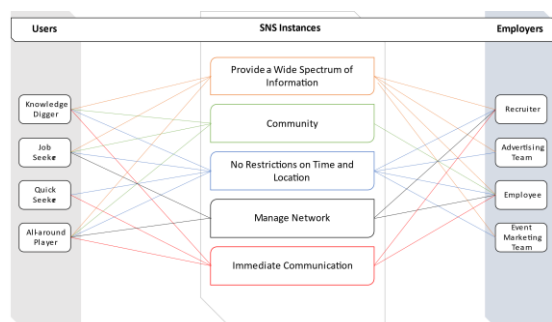 Users
SNS Instances
Employers
Provide a Wide Spectrum of
Information
Community
No Restrictions on Time and
Location
Manage Network
Immediate Communication
Knowledge
Digger
Job
Seeker
Quick
Seeker
All-around
Player
Recruiter
Advertising
Team
Employee
Event
Marketing
Team